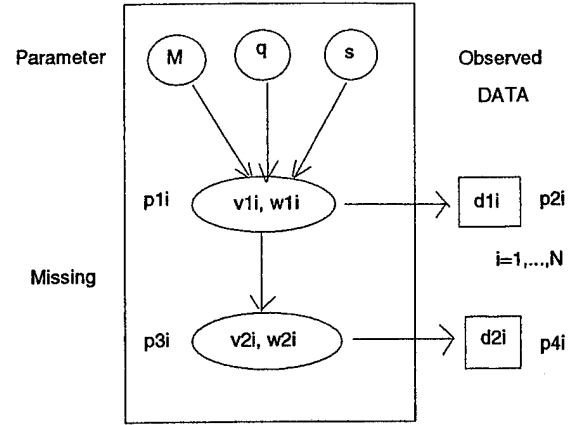 Parameter
M
q
s
Observed
DATA
p1i
v1i, w1i
d1i
p2i
i=1,...,N
Missing
p3i
v2i, w2i
d2i
p4i